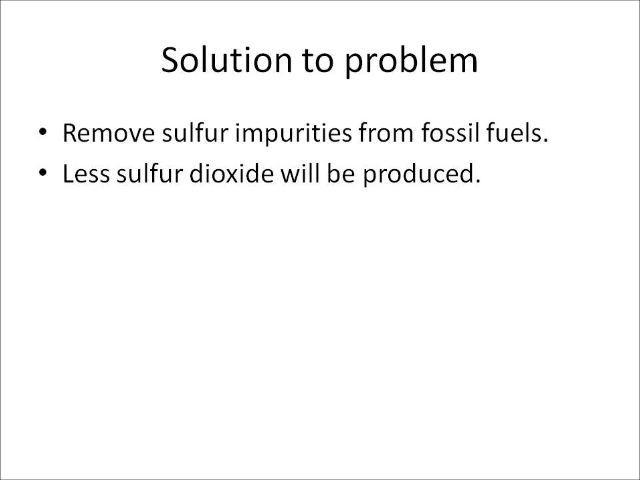 Solution to problem
• Remove sulfur impurities from fossil fuels.
• Less sulfur dioxide will be produced.